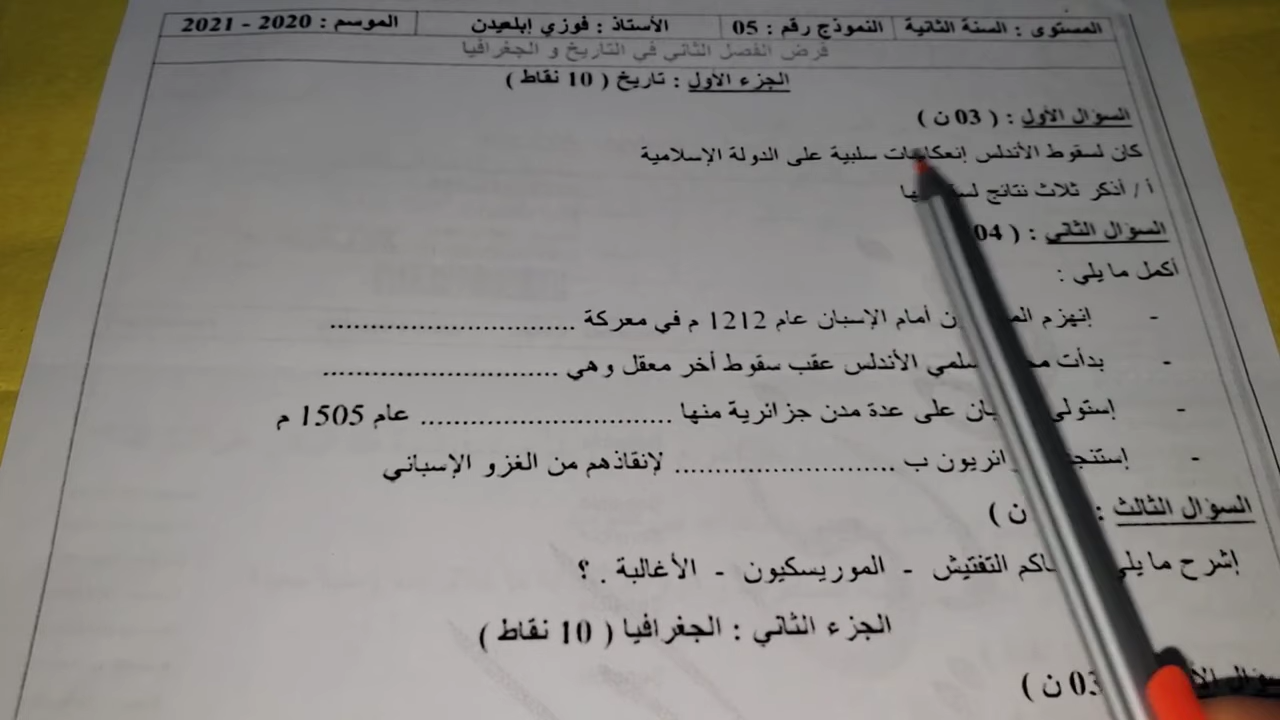 المستوى : السنة الثانية النموذج رقم : 05 الأستاذ : فوزي إبلعيدن الموسم : 2020 - 2021
فرض الفصل الثاني في التاريخ و الجغرافيا
الجزء الأول : تاريخ ( 10 نقاط )
السؤال الأول : ( 03 ن )
كان لسقوط الأندلس إنعكاسات سلبية على الدولة الإسلامية
أ / أذكر ثلاث نتائج
السؤال الثاني : ( 04
أكمل ما يلي :
- إنهزم أمام الإسبان عام 1212 م في معركة ..............................
- بدأت الأندلس عقب سقوط أخر معقل وهي ..............................
- إستولى على عدة مدن جزائرية منها .............................. عام 1505 م
- ب ........................... لإنقاذهم من الغزو الإسباني
السؤال الثالث : ن )
إشرح ما يلي التفتيش - الموريسكيون - الأغالبة . ؟
الجزء الثاني : الجغرافيا ( 10 نقاط )
03 ن )